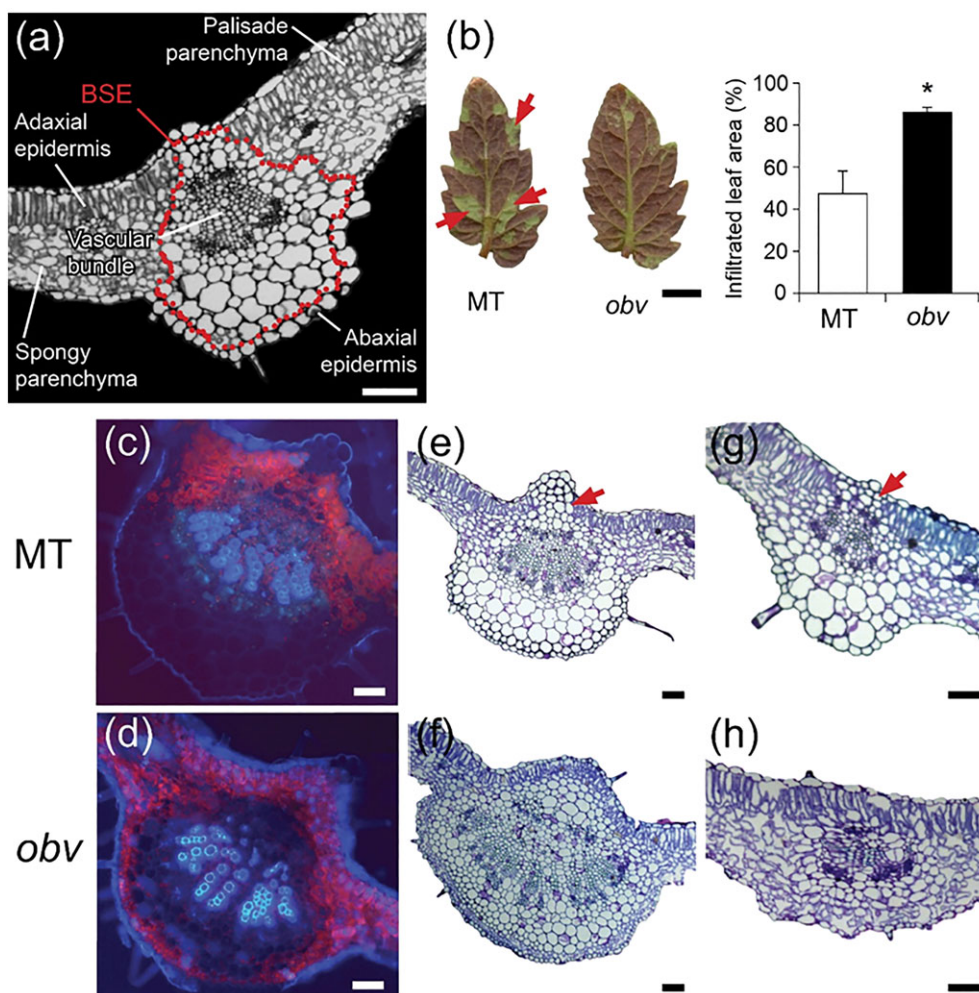 (a)
Palisade
parenchyma
BSE
Adaxial
epidermis
Vascular
bundle
Spongy
parenchyma
Abaxial
epidermis
(b)
MT
obv
Infiltrated leaf area (%)
100
80
60
40
20
0
*
MT
obv
MT
(c)
(e)
(g)
obv
(d)
(f)
(h)